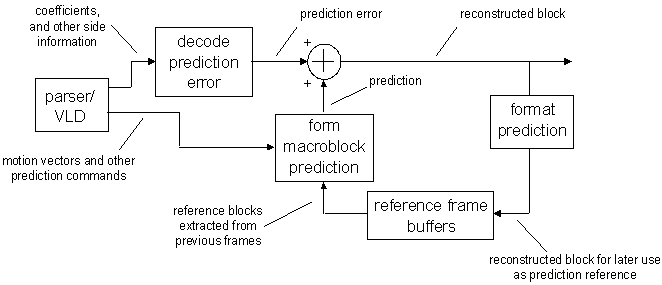 coefficients,
and other side
information
prediction error
reconstructed block
decode
prediction
error
+
+
prediction
parser/
VLD
format
prediction
form
macroblock
prediction
motion vectors and other
prediction commands
reference blocks
extracted from
previous frames
reference frame
buffers
reconstructed block for later use
as prediction reference